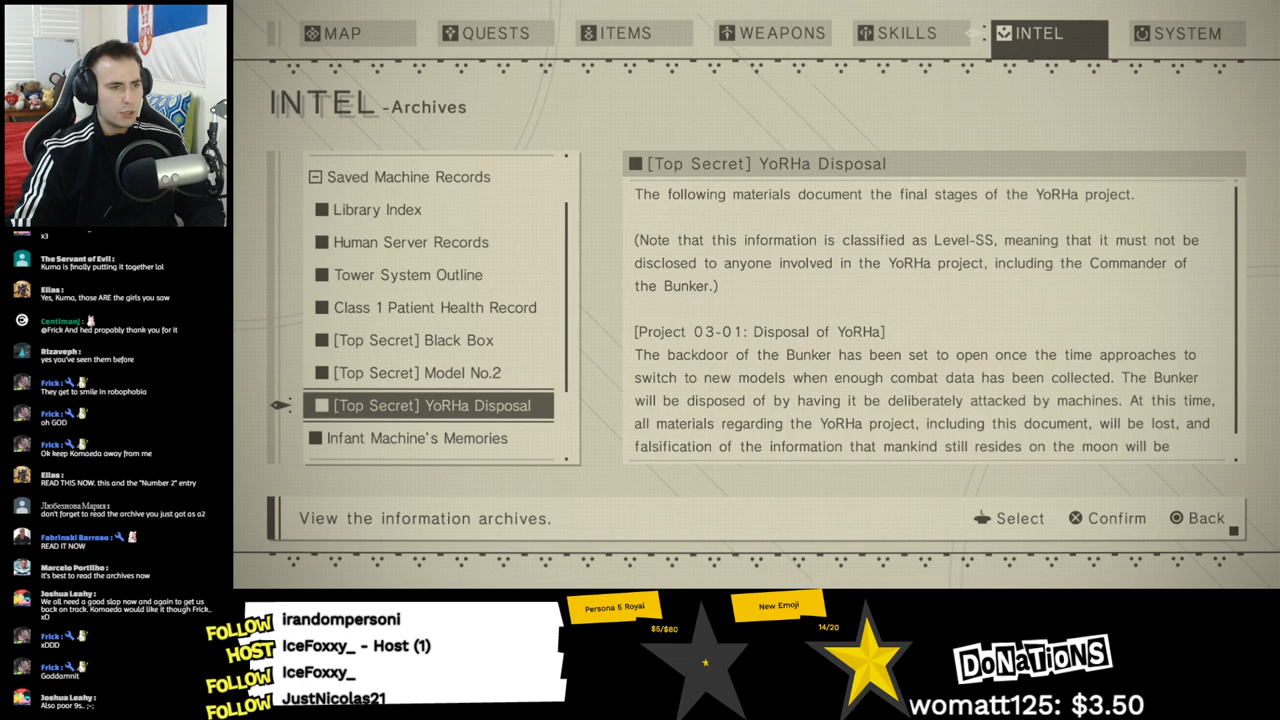 MAP
QUESTS
ITEMS
WEAPONS
SKILLS
INTEL
SYSTEM
INTEL -Archives
Saved Machine Records
Library Index
Human Server Records
Tower System Outline
Class 1 Patient Health Record
[Top Secret] Black Box
[Top Secret] Model No.2
[Top Secret] YoRHa Disposal
Infant Machine's Memories
[Top Secret] YoRHa Disposal
The following materials document the final stages of the YoRHa project.
(Note that this information is classified as Level-SS, meaning that it must not be
disclosed to anyone involved in the YoRHa project, including the Commander of
the Bunker.)
[Project 03-01: Disposal of YoRHa]
The backdoor of the Bunker has been set to open once the time approaches to
switch to new models when enough combat data has been collected. The Bunker
will be disposed of by having it be deliberately attacked by machines. At this time,
all materials regarding the YoRHa project, including this document, will be lost, and
falsification of the information that mankind still resides on the moon will be
View the information archives.
Select
Confirm
Back
x3
The Servant of Evil :
Kuma is finally putting it together lol
Elias :
Yes, Kuma, those ARE the girls you saw
Centimanj :
@Frick And hed propably thank you for it
Rizaveph :
yes you've seen them before
Frick :
They get to smile in robophobia
Frick :
oh GOD
Frick :
Ok keep Komaeda away from me
Elias :
READ THIS NOW. this and the "Number 2" entry
Любезнова Мария :
don't forget to read the archive you just got as a2
Fabrinski Barroso :
READ IT NOW
Marcelo Portilho :
It's best to read the archives now
Joshua Leahy :
We all need a good slap now and again to get us
back on track, Komaeda would like it though Frick..
xD
Frick :
xDDD
Frick :
Goddamnit
Joshua Leahy :
Also poor 9s.. ;-;
FOLLOW irandompersoni
HOST IceFoxxy_ - Host (1)
FOLLOW IceFoxxy_
FOLLOW JustNicolas21
Persona 5 Royal
$5/$80
New Emoji
14/20
DONATIONS
womatt125: $3.50